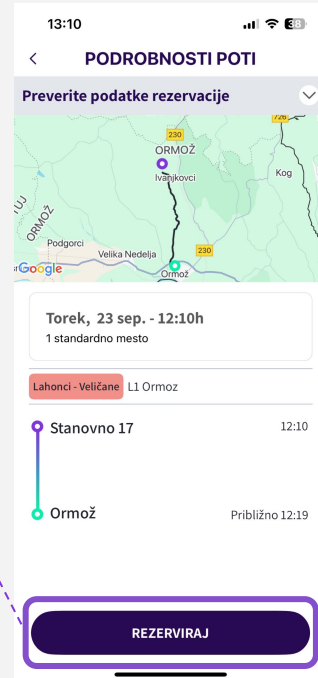 13:10
38
PODROBNOSTI POTI
Preverite podatke rezervacije
726
230
ORMOŽ
Ivanjkovci
Kog
ORMOŽ
Podgorci
Velika Nedelja
230
Google
Ormož
Torek, 23 sep. - 12:10h
1 standardno mesto
Lahonci - Veličane L1 Ormoz
Stanovno 17 12:10
Ormož Približno 12:19
REZERVIRAJ